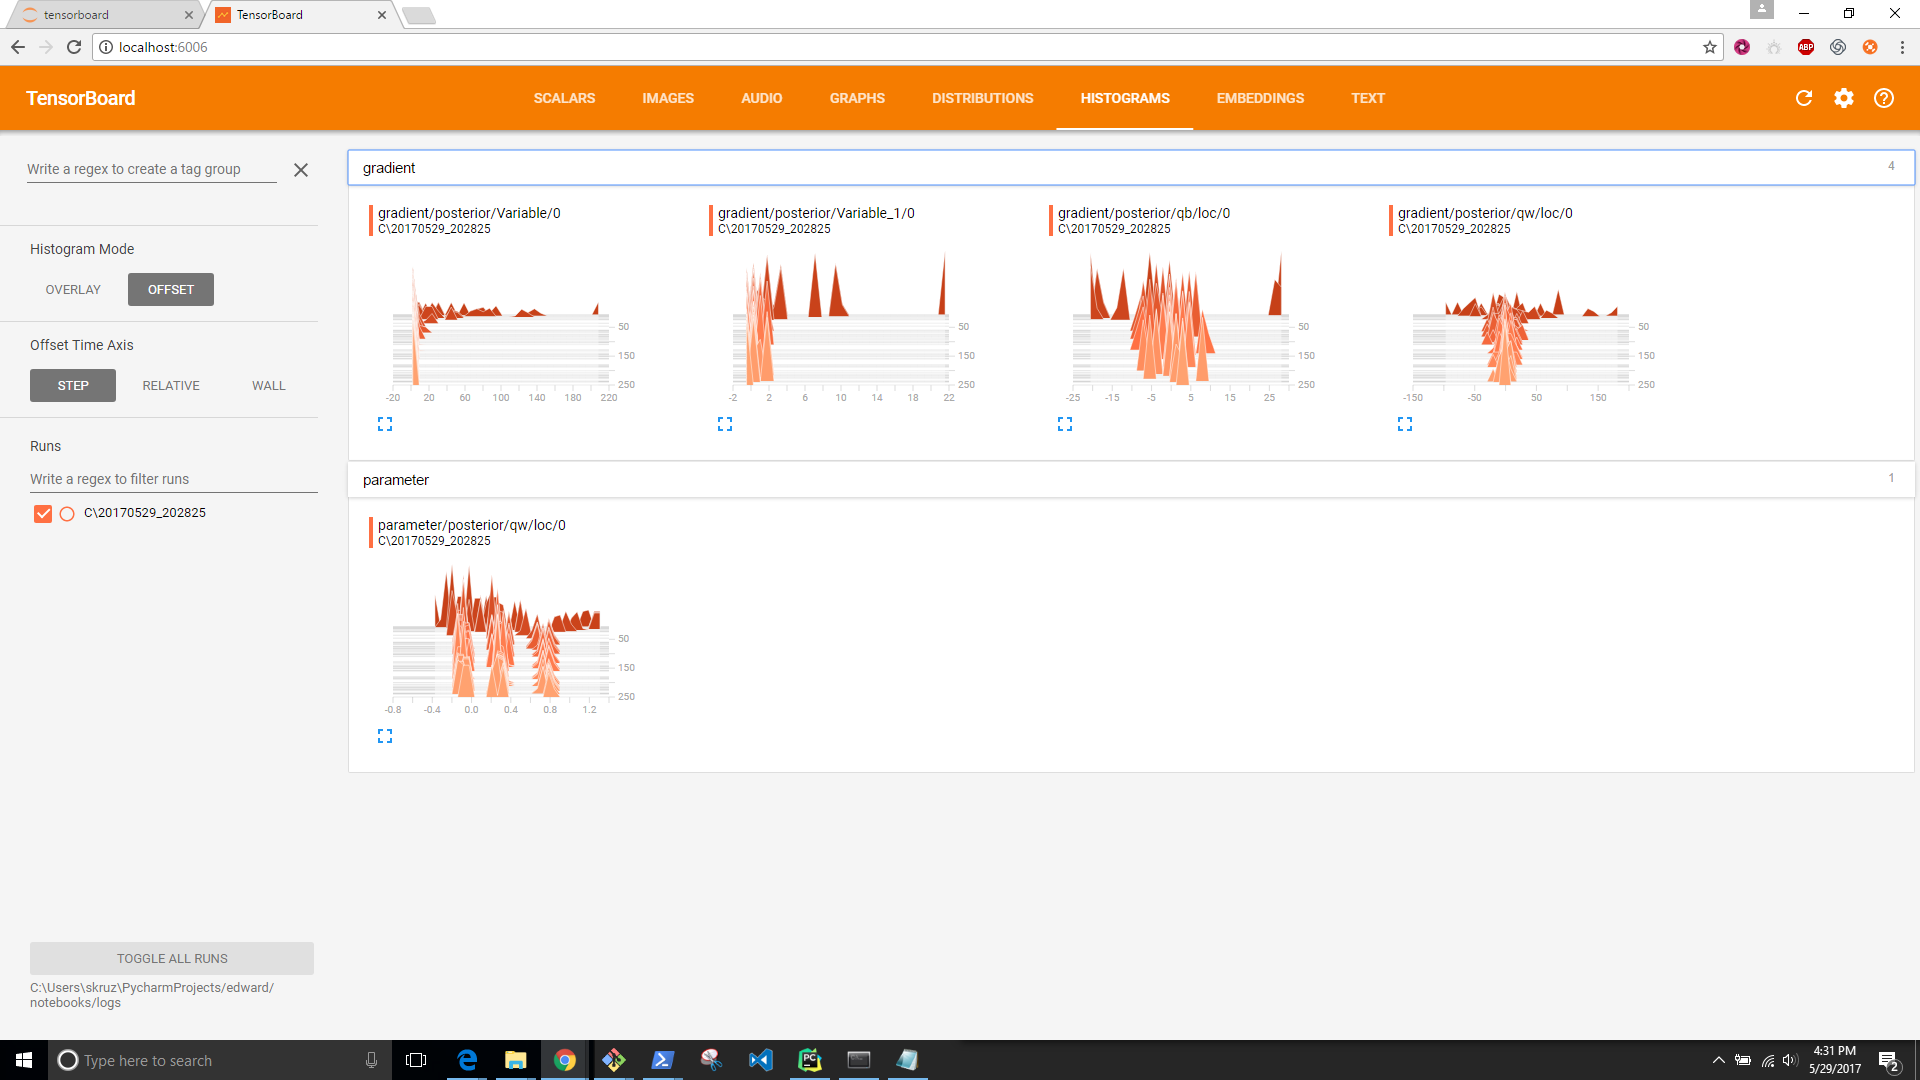 tensorboard
TensorBoard
localhost:6006
ABP
TensorBoard
SCALARS
IMAGES
AUDIO
GRAPHS
DISTRIBUTIONS
HISTOGRAMS
EMBEDDINGS
TEXT
Write a regex to create a tag group
Histogram Mode
OVERLAY
OFFSET
Offset Time Axis
STEP
RELATIVE
WALL
Runs
Write a regex to filter runs
C\20170529_202825
TOGGLE ALL RUNS
C:\Users\skruz\PycharmProjects/edward/
notebooks/logs
gradient
4
gradient/posterior/Variable/0
C\20170529_202825
50
150
250
-20 20 60 100 140 180 220
gradient/posterior/Variable_1/0
C\20170529_202825
50
150
250
-2 2 6 10 14 18 22
gradient/posterior/qb/loc/0
C\20170529_202825
50
150
250
-25 -15 -5 5 15 25
gradient/posterior/qw/loc/0
C\20170529_202825
50
150
250
-150 -50 50 150
parameter
1
parameter/posterior/qw/loc/0
C\20170529_202825
50
150
250
-0.8 -0.4 0.0 0.4 0.8 1.2
Type here to search
PC
4:31 PM
5/29/2017
2